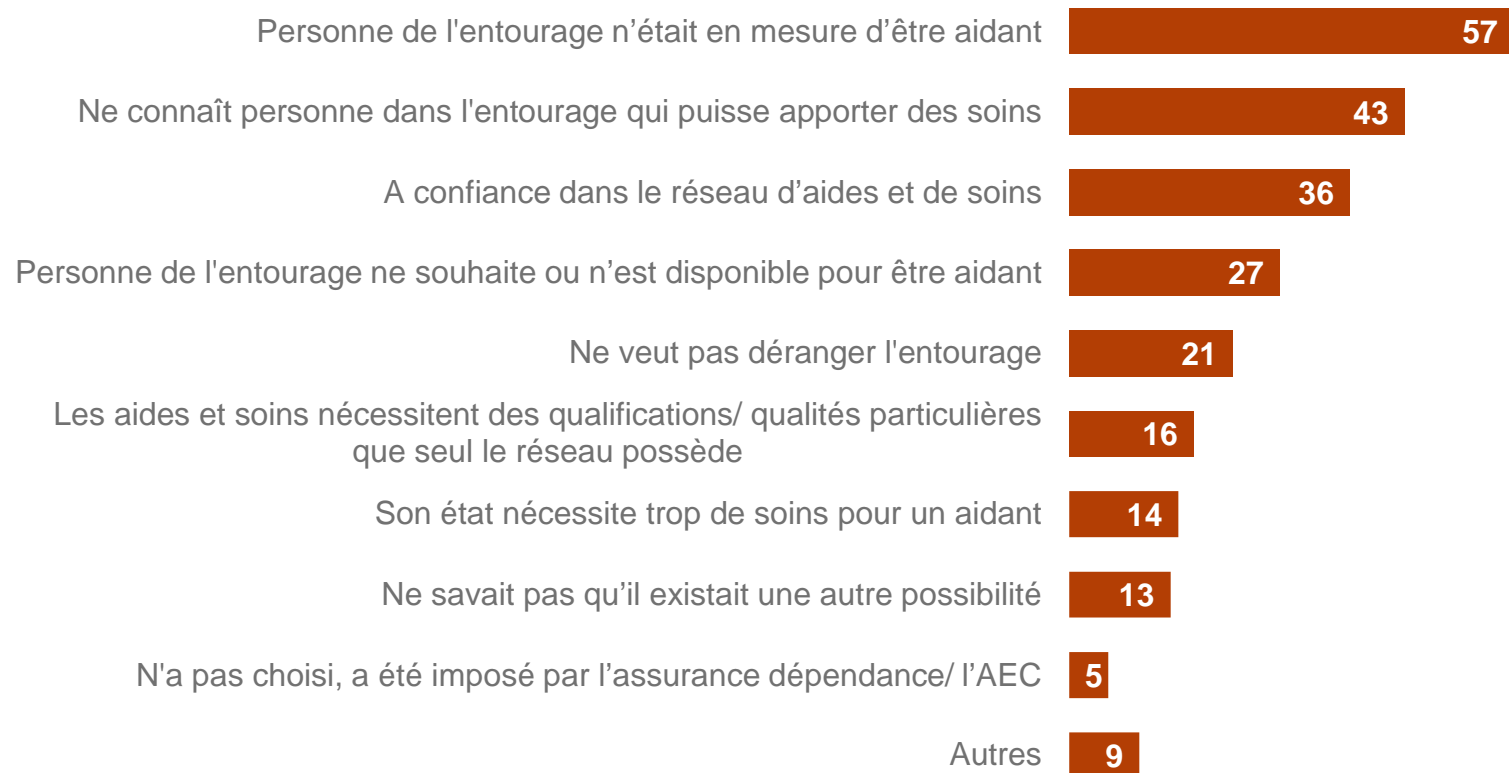 Personne de l'entourage n’était en mesure d’être aidant 57
Ne connaît personne dans l'entourage qui puisse apporter des soins 43
A confiance dans le réseau d’aides et de soins 36
Personne de l'entourage ne souhaite ou n’est disponible pour être aidant 27
Ne veut pas déranger l'entourage 21
Les aides et soins nécessitent des qualifications/ qualités particulières
que seul le réseau possède 16
Son état nécessite trop de soins pour un aidant 14
Ne savait pas qu’il existait une autre possibilité 13
N'a pas choisi, a été imposé par l’assurance dépendance/ l’AEC 5
Autres 9